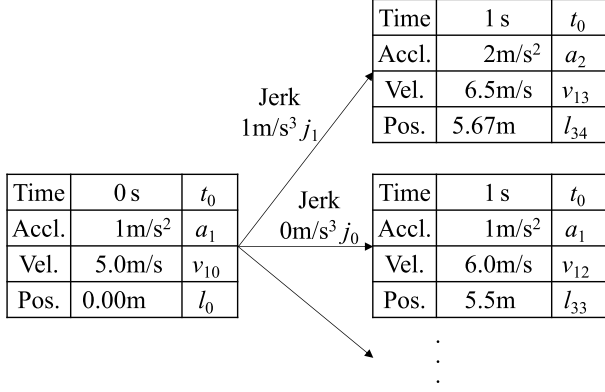 Time 1 s t₀
Accl. 2m/s² a₂
Vel. 6.5m/s v₁₃
Pos. 5.67m l₃₄
Jerk
1m/s³ j₁
Time 0 s t₀
Accl. 1m/s² a₁
Vel. 5.0m/s v₁₀
Pos. 0.00m l₀
Jerk
0m/s³ j₀
Time 1 s t₀
Accl. 1m/s² a₁
Vel. 6.0m/s v₁₂
Pos. 5.5m l₃₃